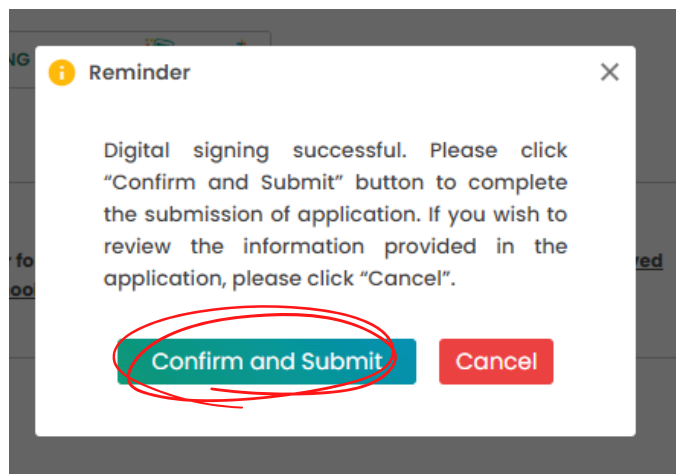 NG
Reminder
Digital signing successful. Please click
“Confirm and Submit” button to complete
the submission of application. If you wish to
review the information provided in the
application, please click “Cancel”.
Confirm and Submit
Cancel